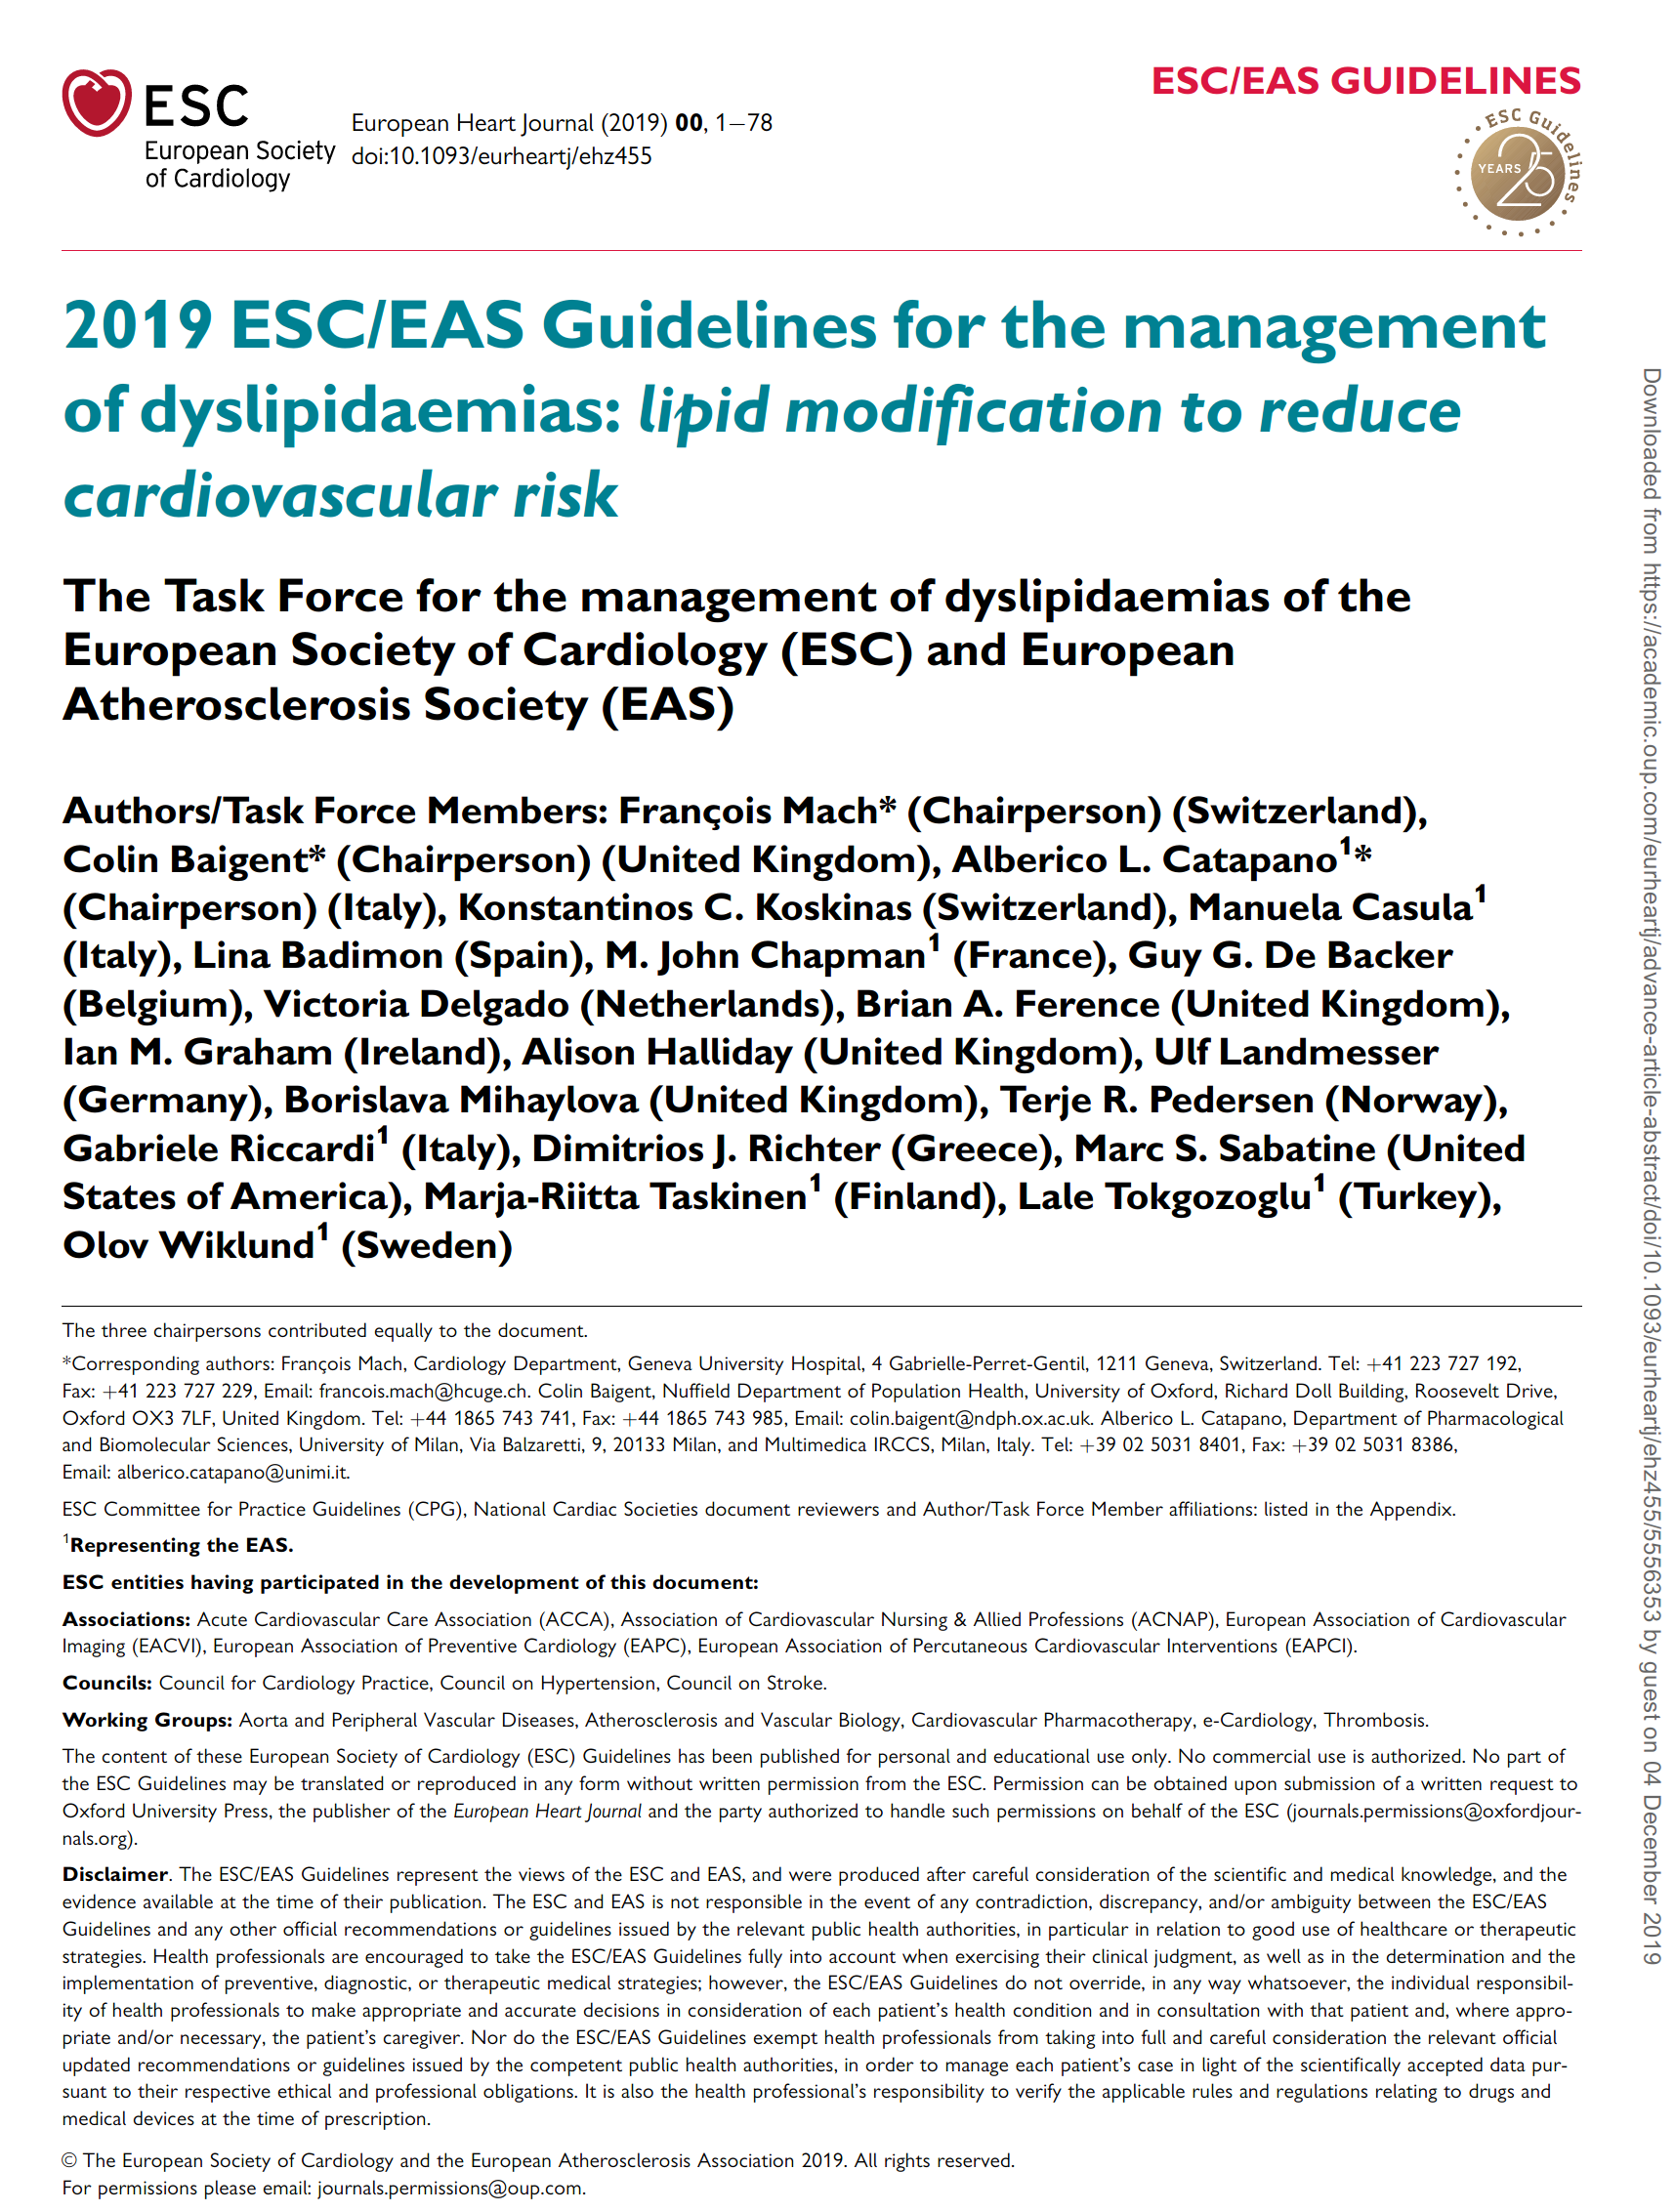 ESC
European Society
of Cardiology
European Heart Journal (2019) 00, 1–78
doi:10.1093/eurheartj/ehz455
ESC/EAS GUIDELINES
ESC Guidelines
YEARS 25
2019 ESC/EAS Guidelines for the management
of dyslipidaemias: lipid modification to reduce
cardiovascular risk
The Task Force for the management of dyslipidaemias of the
European Society of Cardiology (ESC) and European
Atherosclerosis Society (EAS)
Authors/Task Force Members: François Mach* (Chairperson) (Switzerland),
Colin Baigent* (Chairperson) (United Kingdom), Alberico L. Catapano1*
(Chairperson) (Italy), Konstantinos C. Koskinas (Switzerland), Manuela Casula1
(Italy), Lina Badimon (Spain), M. John Chapman1 (France), Guy G. De Backer
(Belgium), Victoria Delgado (Netherlands), Brian A. Ference (United Kingdom),
Ian M. Graham (Ireland), Alison Halliday (United Kingdom), Ulf Landmesser
(Germany), Borislava Mihaylova (United Kingdom), Terje R. Pedersen (Norway),
Gabriele Riccardi1 (Italy), Dimitrios J. Richter (Greece), Marc S. Sabatine (United
States of America), Marja-Riitta Taskinen1 (Finland), Lale Tokgozoglu1 (Turkey),
Olov Wiklund1 (Sweden)
The three chairpersons contributed equally to the document.
*Corresponding authors: François Mach, Cardiology Department, Geneva University Hospital, 4 Gabrielle-Perret-Gentil, 1211 Geneva, Switzerland. Tel: +41 223 727 192,
Fax: +41 223 727 229, Email: francois.mach@hcuge.ch. Colin Baigent, Nuffield Department of Population Health, University of Oxford, Richard Doll Building, Roosevelt Drive,
Oxford OX3 7LF, United Kingdom. Tel: +44 1865 743 741, Fax: +44 1865 743 985, Email: colin.baigent@ndph.ox.ac.uk. Alberico L. Catapano, Department of Pharmacological
and Biomolecular Sciences, University of Milan, Via Balzaretti, 9, 20133 Milan, and Multimedica IRCCS, Milan, Italy. Tel: +39 02 5031 8401, Fax: +39 02 5031 8386,
Email: alberico.catapano@unimi.it.
ESC Committee for Practice Guidelines (CPG), National Cardiac Societies document reviewers and Author/Task Force Member affiliations: listed in the Appendix.
1Representing the EAS.
ESC entities having participated in the development of this document:
Associations: Acute Cardiovascular Care Association (ACCA), Association of Cardiovascular Nursing & Allied Professions (ACNAP), European Association of Cardiovascular
Imaging (EACVI), European Association of Preventive Cardiology (EAPC), European Association of Percutaneous Cardiovascular Interventions (EAPCI).
Councils: Council for Cardiology Practice, Council on Hypertension, Council on Stroke.
Working Groups: Aorta and Peripheral Vascular Diseases, Atherosclerosis and Vascular Biology, Cardiovascular Pharmacotherapy, e-Cardiology, Thrombosis.
The content of these European Society of Cardiology (ESC) Guidelines has been published for personal and educational use only. No commercial use is authorized. No part of
the ESC Guidelines may be translated or reproduced in any form without written permission from the ESC. Permission can be obtained upon submission of a written request to
Oxford University Press, the publisher of the European Heart Journal and the party authorized to handle such permissions on behalf of the ESC (journals.permissions@oxfordjour-
nals.org).
Disclaimer. The ESC/EAS Guidelines represent the views of the ESC and EAS, and were produced after careful consideration of the scientific and medical knowledge, and the
evidence available at the time of their publication. The ESC and EAS is not responsible in the event of any contradiction, discrepancy, and/or ambiguity between the ESC/EAS
Guidelines and any other official recommendations or guidelines issued by the relevant public health authorities, in particular in relation to good use of healthcare or therapeutic
strategies. Health professionals are encouraged to take the ESC/EAS Guidelines fully into account when exercising their clinical judgment, as well as in the determination and the
implementation of preventive, diagnostic, or therapeutic medical strategies; however, the ESC/EAS Guidelines do not override, in any way whatsoever, the individual responsibil-
ity of health professionals to make appropriate and accurate decisions in consideration of each patient's health condition and in consultation with that patient and, where appro-
priate and/or necessary, the patient's caregiver. Nor do the ESC/EAS Guidelines exempt health professionals from taking into full and careful consideration the relevant official
updated recommendations or guidelines issued by the competent public health authorities, in order to manage each patient's case in light of the scientifically accepted data pur-
suant to their respective ethical and professional obligations. It is also the health professional's responsibility to verify the applicable rules and regulations relating to drugs and
medical devices at the time of prescription.
© The European Society of Cardiology and the European Atherosclerosis Association 2019. All rights reserved.
For permissions please email: journals.permissions@oup.com.
Downloaded from https://academic.oup.com/eurheartj/advance-article-abstract/doi/10.1093/eurheartj/ehz455/5556353 by guest on 04 December 2019